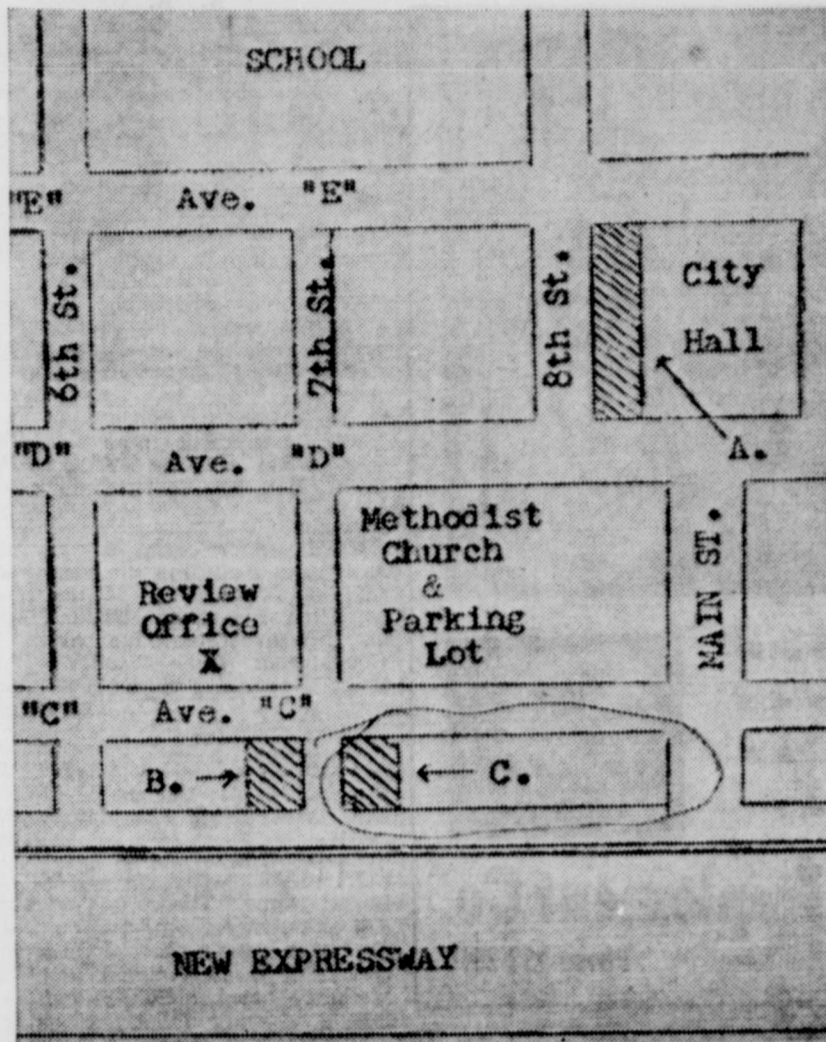 SCHOOL
"E"
Ave. "E"
6th St.
7th St.
8th St.
City
Hall
A.
"D"
Ave. "D"
Methodist
Church
&
Parking
Lot
Review
Office
X
MAIN ST.
"C"
Ave. "C"
B.
C.
NEW EXPRESSWAY